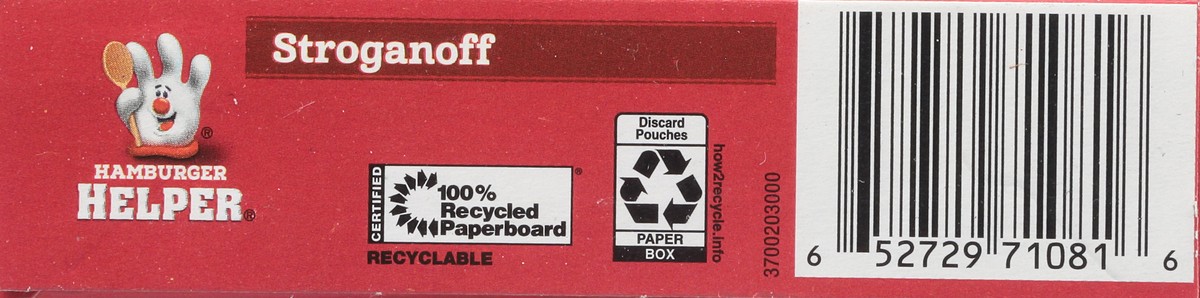 Stroganoff
HAMBURGER
HELPER®
®
CERTIFIED
100%
Recycled
Paperboard
®
RECYCLABLE
Discard
Pouches
PAPER
BOX
how2recycle.info
3700203000
6 52729 71081 6